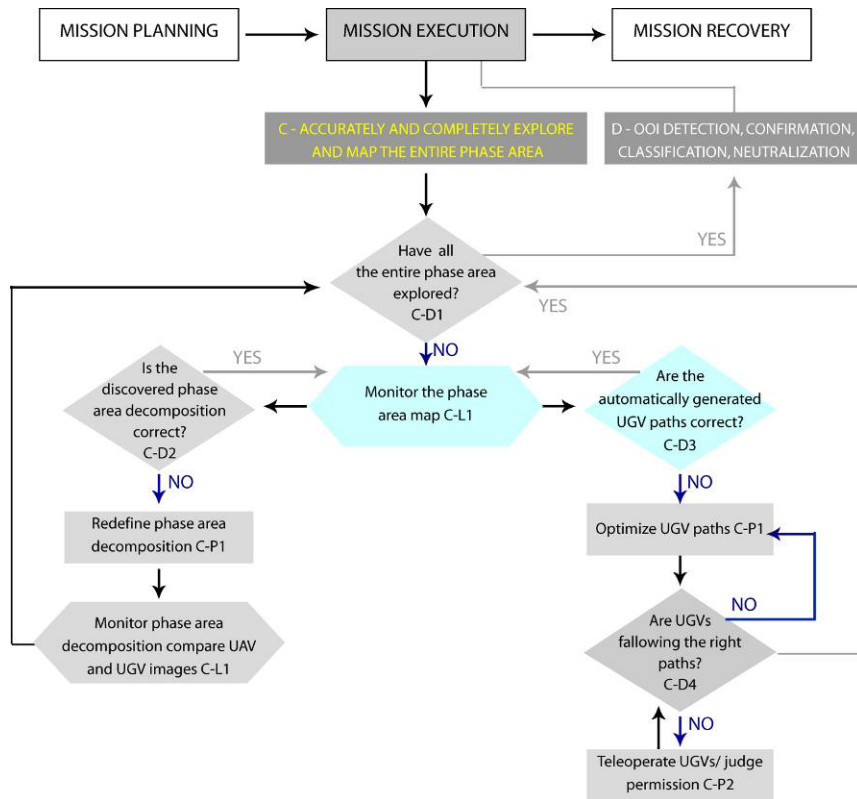 MISSION PLANNING
MISSION EXECUTION
MISSION RECOVERY
C - ACCURATELY AND COMPLETELY EXPLORE
AND MAP THE ENTIRE PHASE AREA
D - OOI DETECTION, CONFIRMATION,
CLASSIFICATION, NEUTRALIZATION
YES
Have all
the entire phase area
explored?
C-D1
YES
NO
YES
YES
Is the
discovered phase
area decomposition
correct?
C-D2
Monitor the phase
area map C-L1
Are the
automatically generated
UGV paths correct?
C-D3
NO
NO
Redefine phase area
decomposition C-P1
Optimize UGV paths C-P1
NO
Monitor phase area
decomposition compare UAV
and UGV images C-L1
Are UGVs
fallowing the right
paths?
C-D4
NO
Teleoperate UGVs/ judge
permission C-P2